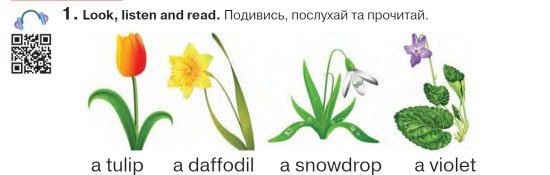 1. Look, listen and read. Подивись, послухай та прочитай.
a tulip a daffodil a snowdrop a violet